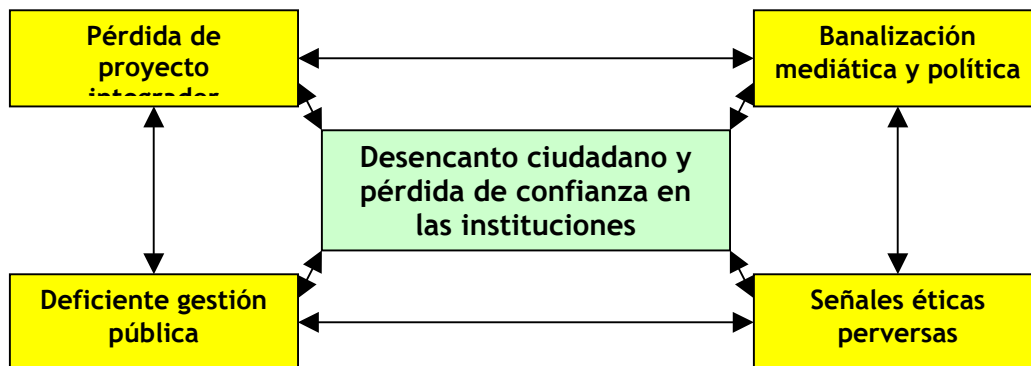 Pérdida de
proyecto
integrador
Banalización
mediática y política
Desencanto ciudadano y
pérdida de confianza en
las instituciones
Deficiente gestión
pública
Señales éticas
perversas